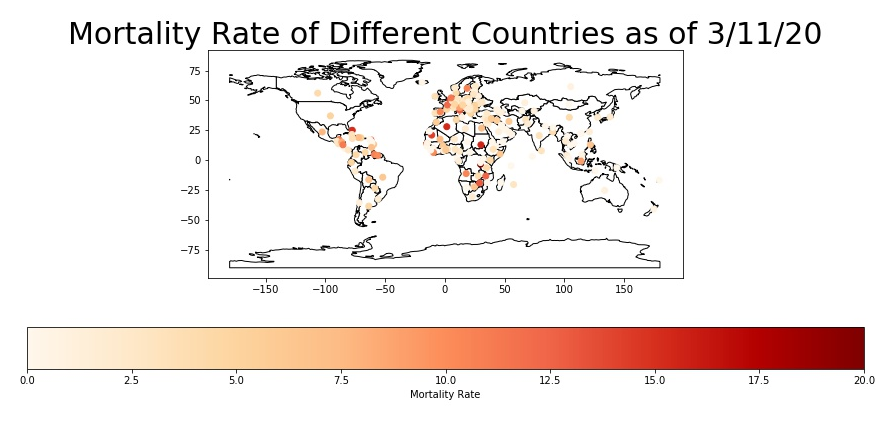 Mortality Rate of Different Countries as of 3/11/20
75
50
25
0
−25
−50
−75
−150 −100 −50 0 50 100 150
0.0 2.5 5.0 7.5 10.0 12.5 15.0 17.5 20.0
Mortality Rate